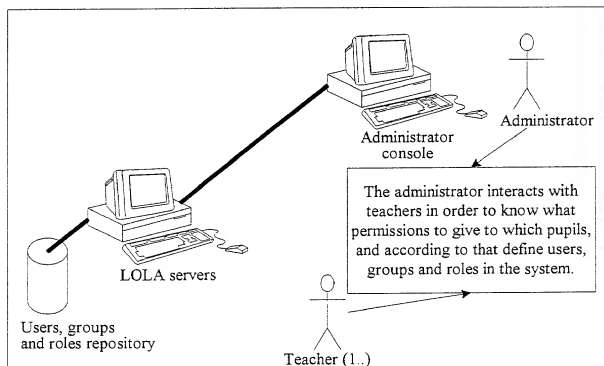 Administrator
Administrator
console
The administrator interacts with
teachers in order to know what
permissions to give to which pupils,
and according to that define users,
groups and roles in the system.
LOLA servers
Users, groups
and roles repository
Teacher (1..)